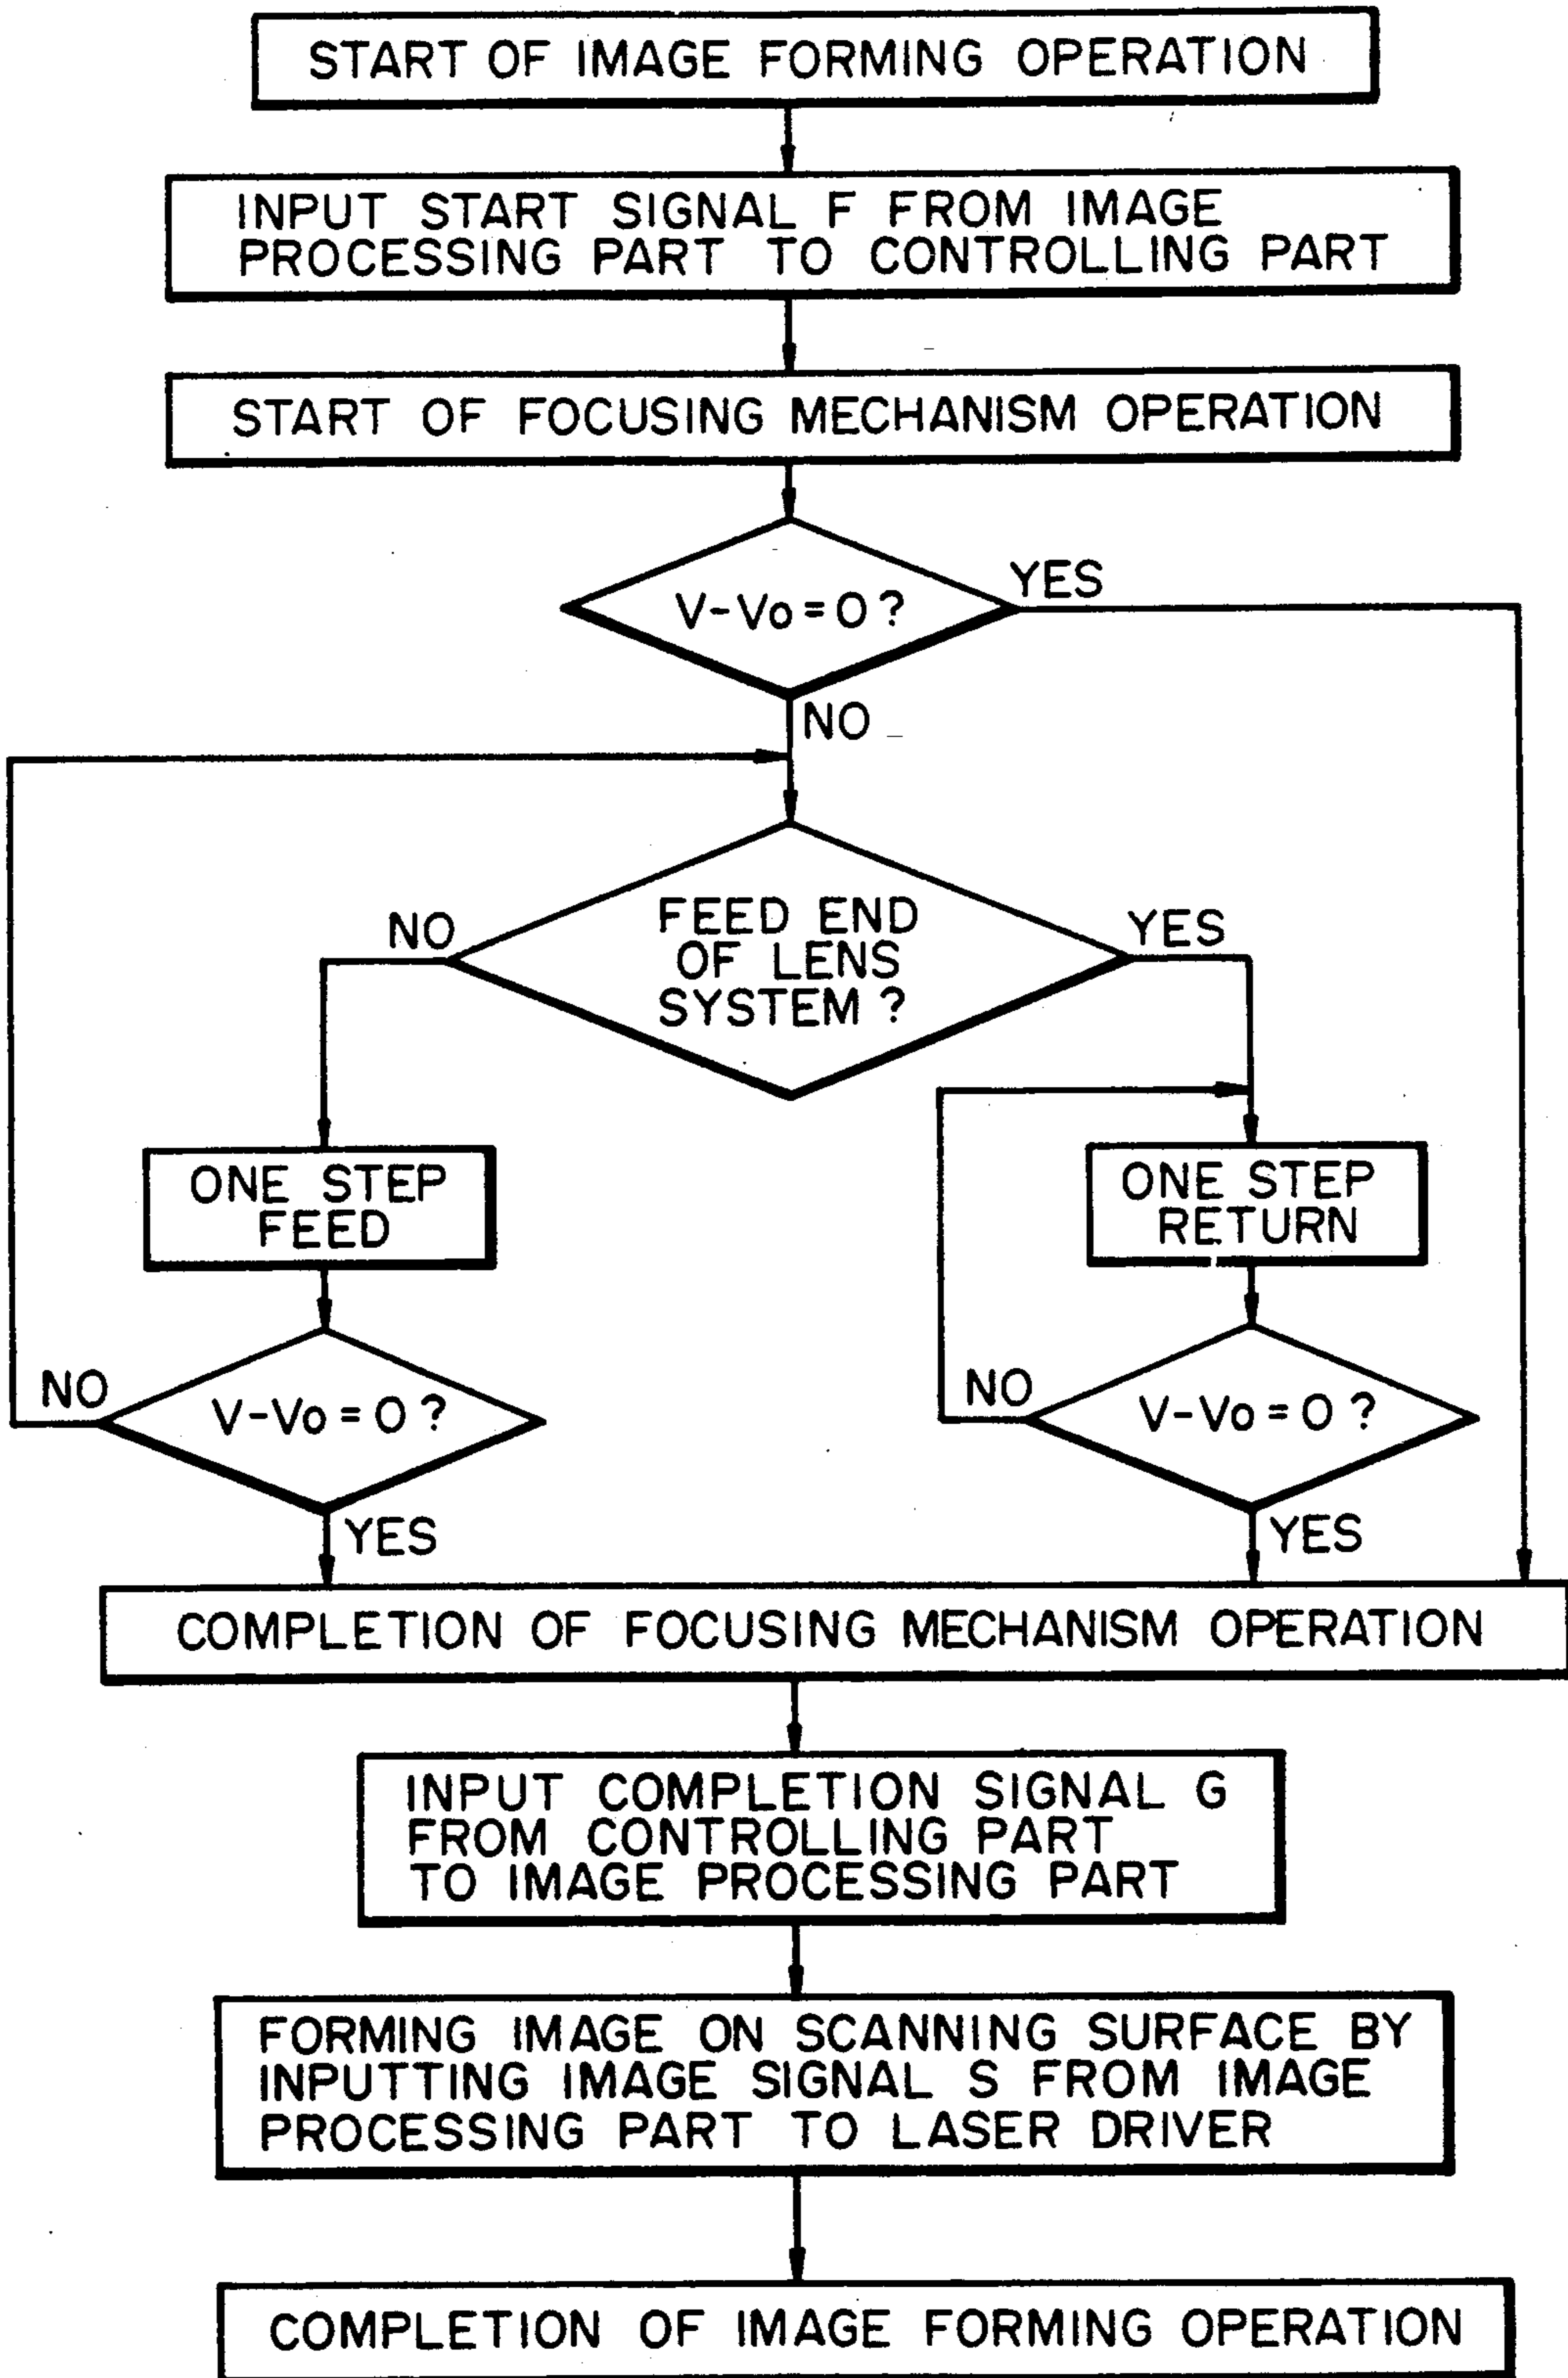 START OF IMAGE FORMING OPERATION
INPUT START SIGNAL F FROM IMAGE
PROCESSING PART TO CONTROLLING PART
START OF FOCUSING MECHANISM OPERATION
V-Vo=0?
YES
NO
FEED END
OF LENS
SYSTEM?
NO
YES
ONE STEP
FEED
ONE STEP
RETURN
V-Vo=0?
NO
YES
V-Vo=0?
NO
YES
COMPLETION OF FOCUSING MECHANISM OPERATION
INPUT COMPLETION SIGNAL G
FROM CONTROLLING PART
TO IMAGE PROCESSING PART
FORMING IMAGE ON SCANNING SURFACE BY
INPUTTING IMAGE SIGNAL S FROM IMAGE
PROCESSING PART TO LASER DRIVER
COMPLETION OF IMAGE FORMING OPERATION